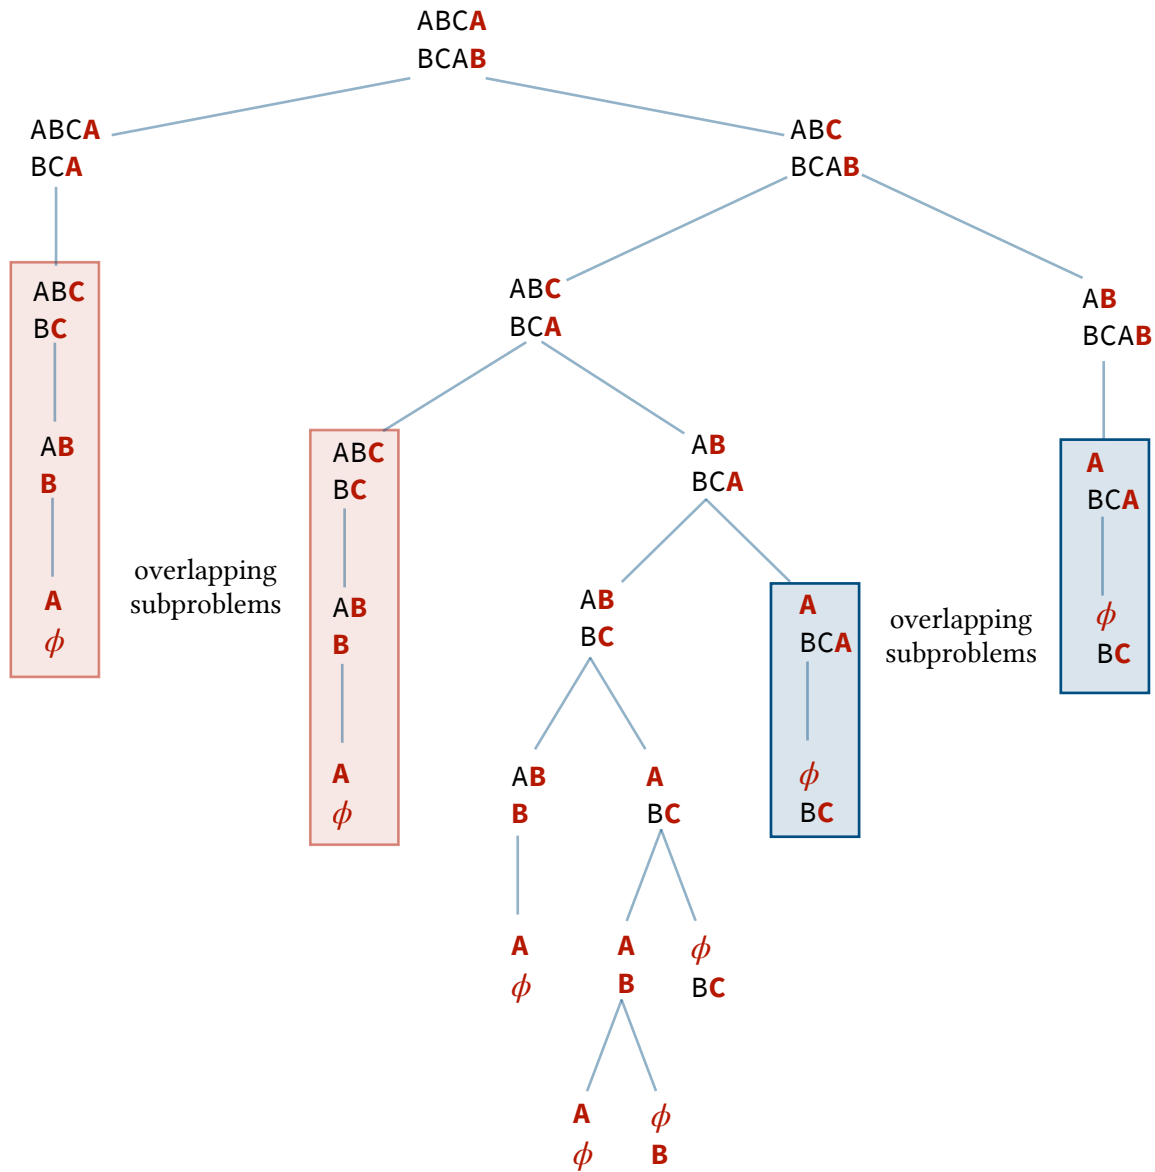 ABCA
BCAB
ABCA
BCA
ABC
BCAB
ABC
BC
ABC
BCA
AB
BCAB
AB
B
ABC
BC
AB
BCA
A
BCA
A
ϕ
overlapping
subproblems
AB
B
AB
BC
A
BCA
overlapping
subproblems
ϕ
BC
A
ϕ
AB
B
A
BC
ϕ
BC
A
ϕ
A
B
ϕ
BC
A
ϕ
ϕ
B